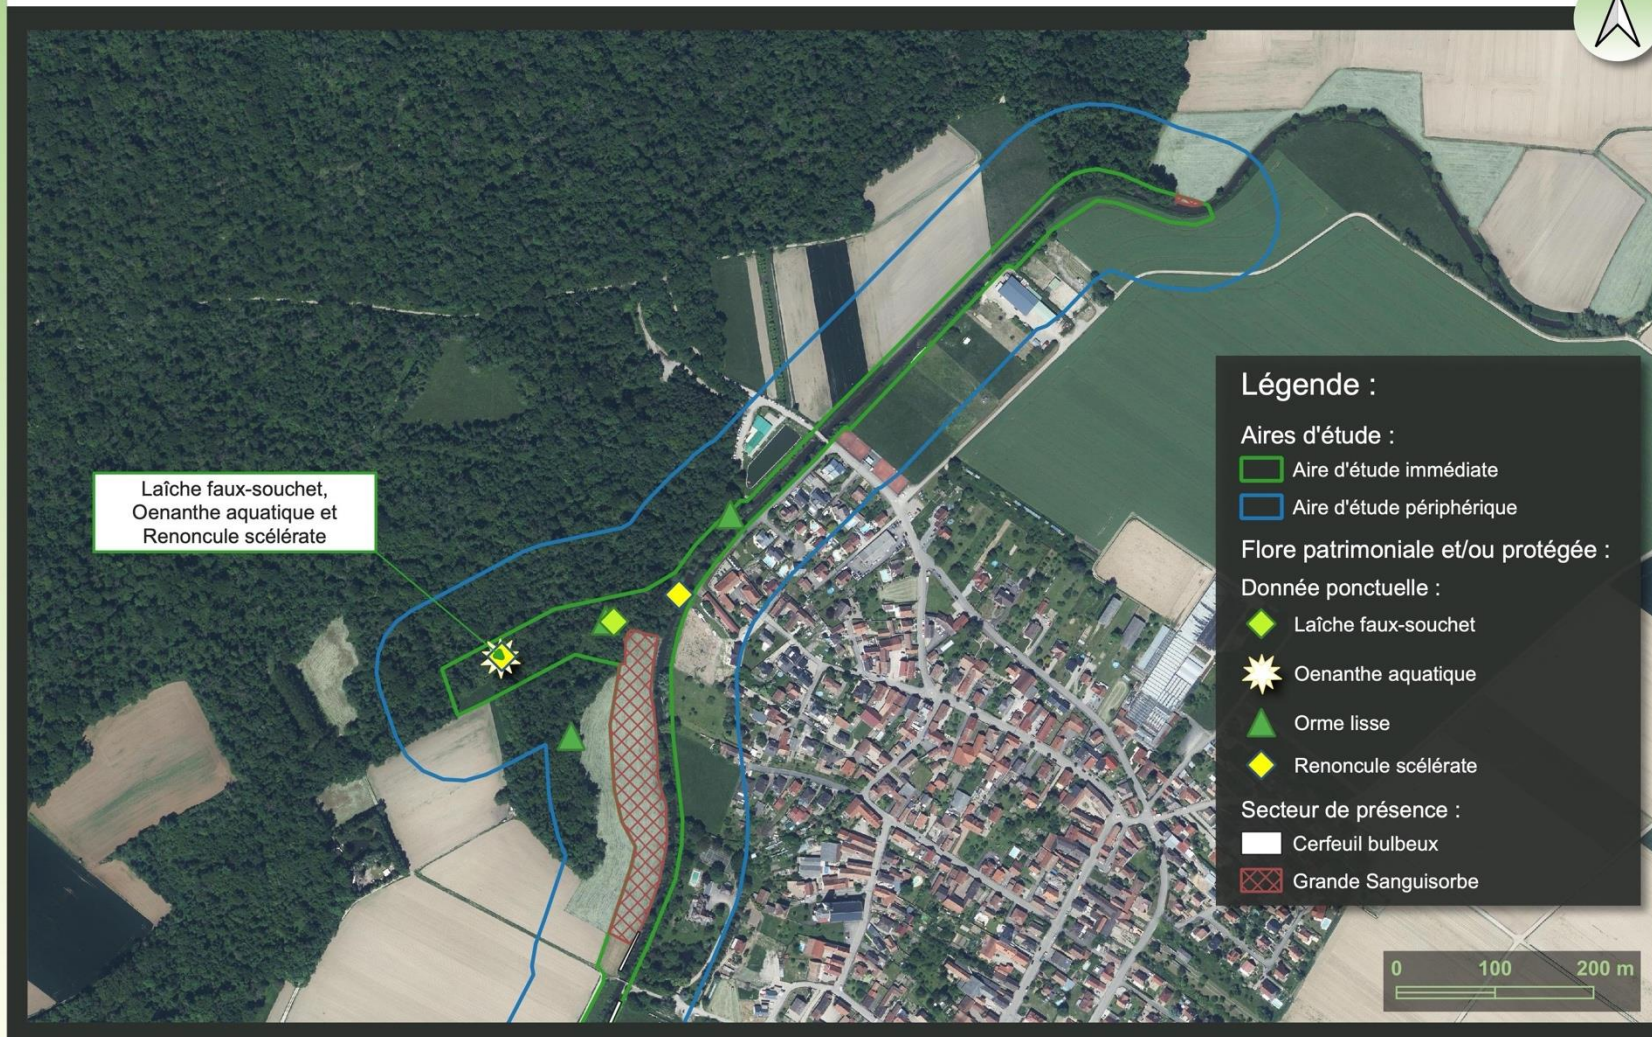 Laîche faux-souchet,
Oenanthe aquatique et
Renoncule scélérate
Légende :
Aires d'étude :
Aire d'étude immédiate
Aire d'étude périphérique
Flore patrimoniale et/ou protégée :
Donnée ponctuelle :
Laîche faux-souchet
Oenanthe aquatique
Orme lisse
Renoncule scélérate
Secteur de présence :
Cerfeuil bulbeux
Grande Sanguisorbe
0 100 200 m